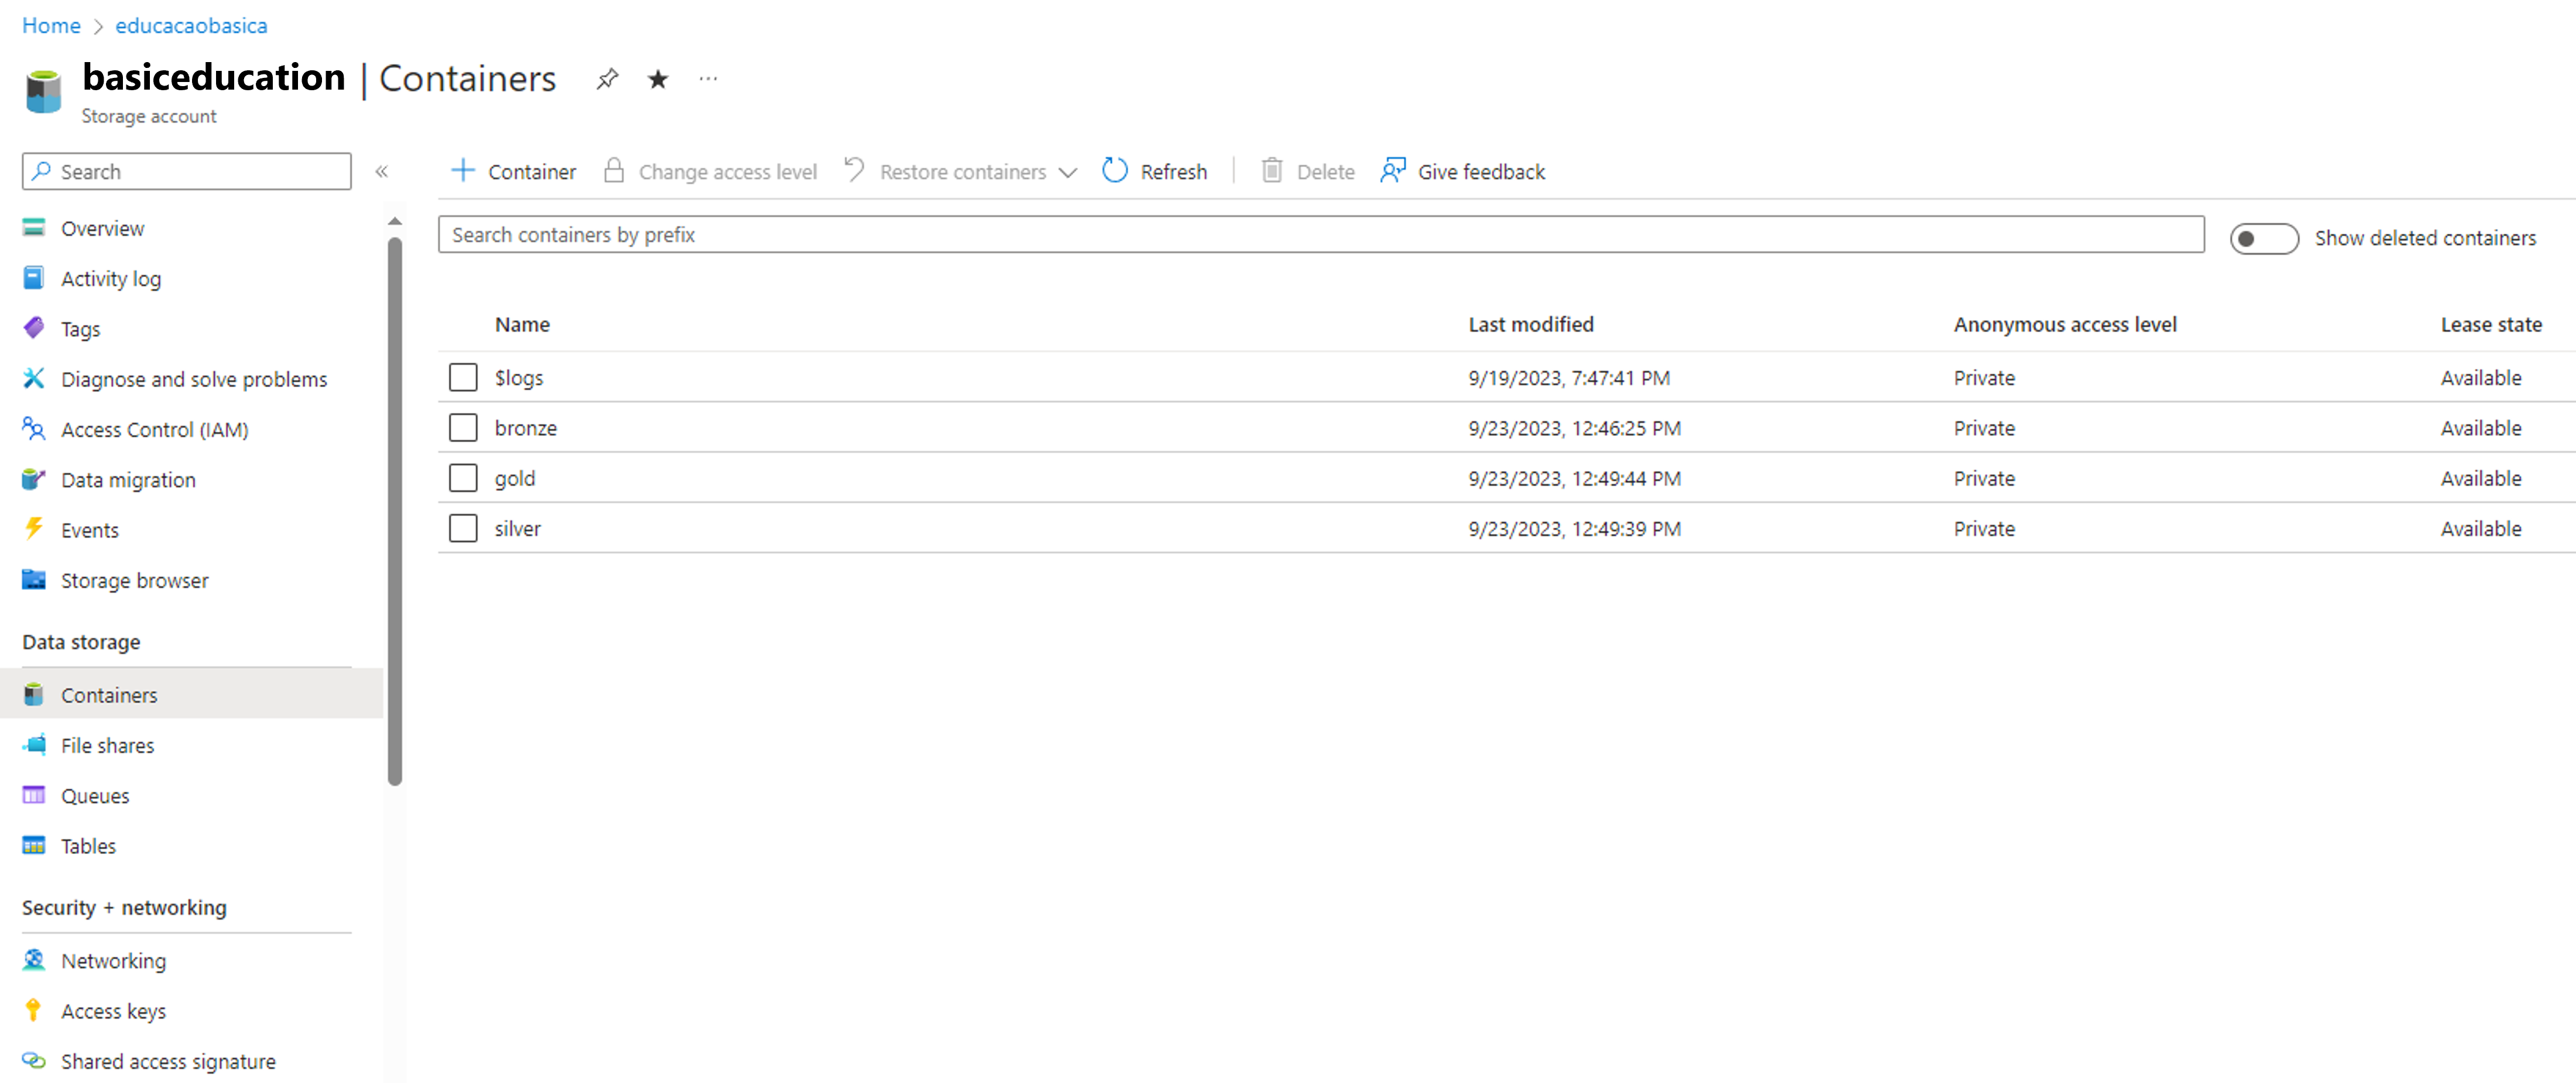 Home > educacaobasica
basiceducation | Containers ...
Storage account
Search «
Overview
Activity log
Tags
Diagnose and solve problems
Access Control (IAM)
Data migration
Events
Storage browser
Data storage
Containers
File shares
Queues
Tables
Security + networking
Networking
Access keys
Shared access signature
+ Container Change access level Restore containers Refresh | Delete Give feedback
Search containers by prefix Show deleted containers
Name Last modified Anonymous access level Lease state
$logs 9/19/2023, 7:47:41 PM Private Available
bronze 9/23/2023, 12:46:25 PM Private Available
gold 9/23/2023, 12:49:44 PM Private Available
silver 9/23/2023, 12:49:39 PM Private Available